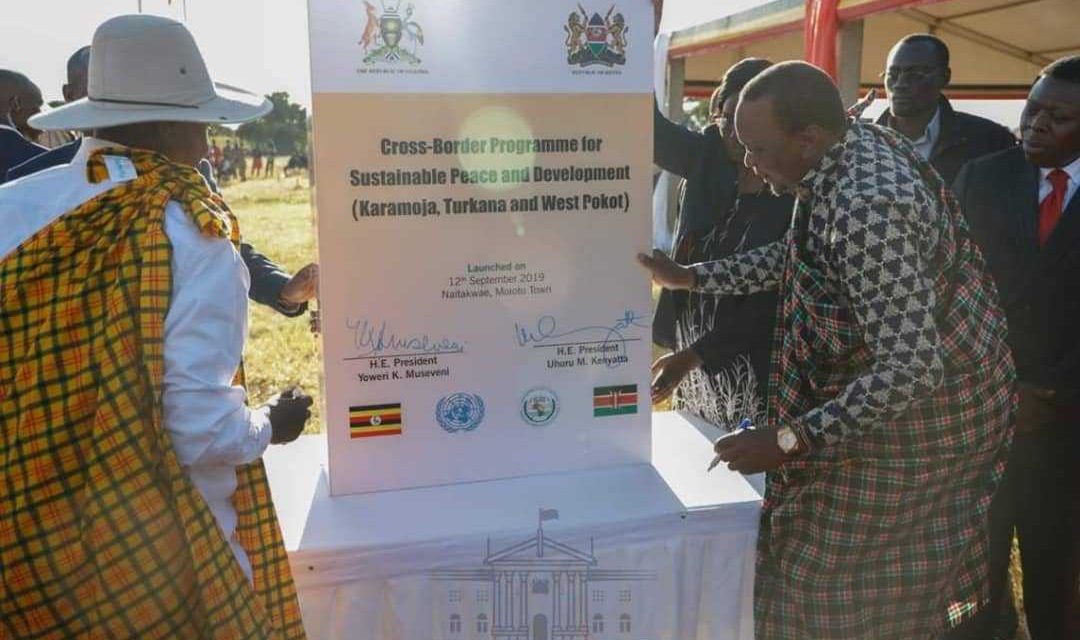 THE REPUBLIC OF UGANDA
REPUBLIC OF KENYA
Cross-Border Programme for
Sustainable Peace and Development
(Karamoja, Turkana and West Pokot)
Launched on
12th September 2019
Naitakwae, Moroto Town
H.E. President
Yoweri K. Museveni
H.E. President
Uhuru M. Kenyatta